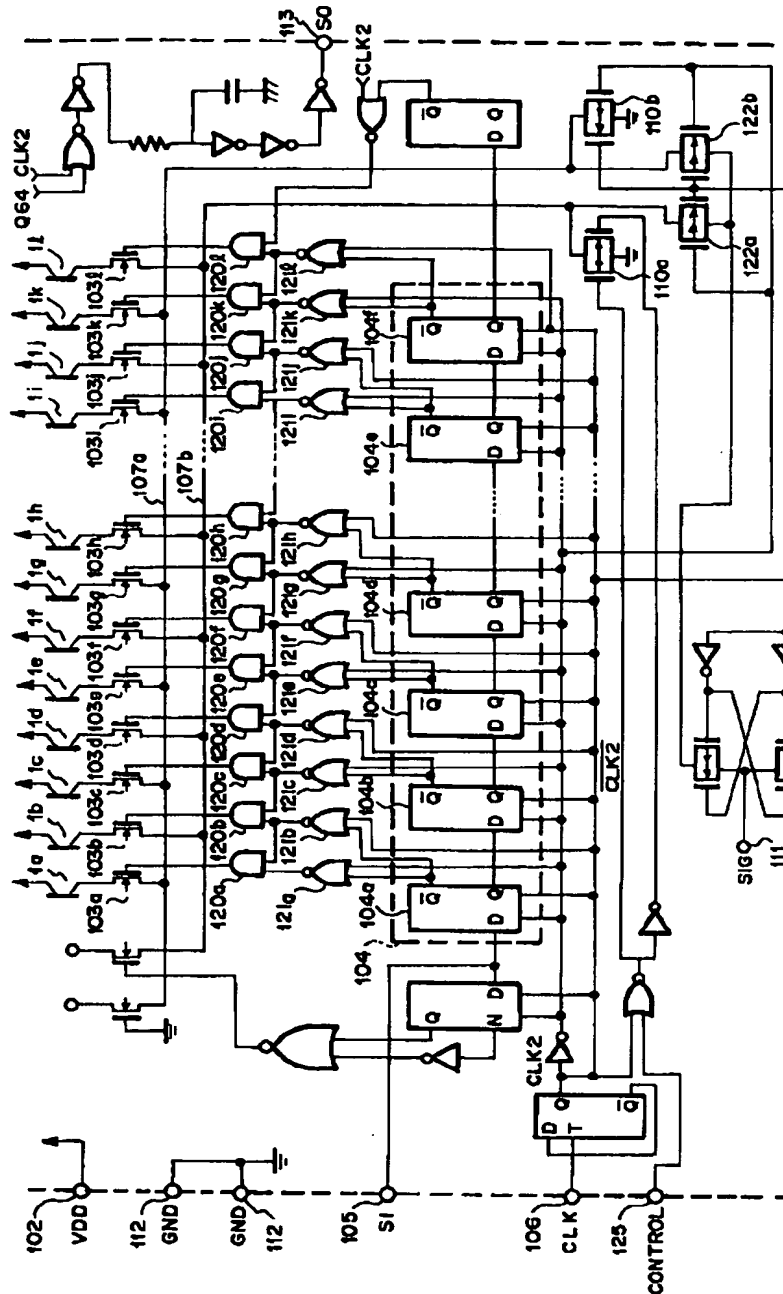 Q64 CLK2
113
SO
1a 1b 1c 1d 1e 1f 1g 1h 1i 1j 1k 1l
103a 103b 103c 103d 103e 103f 103g 103h 103i 103j 103k 103l
107a
107b
CLK2
120a 120b 120c 120d 120e 120f 120g 120h 120i 120j 120k 120l
121a 121b 121c 121d 121e 121f 121g 121h 121i 121j 121k 121l
104
104a 104b 104c 104d 104e 104f
Q̅ Q̅ Q̅ Q̅ Q̅ Q̅ Q̅
D Q D Q D Q D Q D Q D Q D
Q
N D
102
VDD
112
GND
GND
112
105
SI
106
CLK
125
CONTROL
D Q
T Q̅
CLK2
C̅L̅K̅2̅
SIG
111
110a
110b
122a
122b